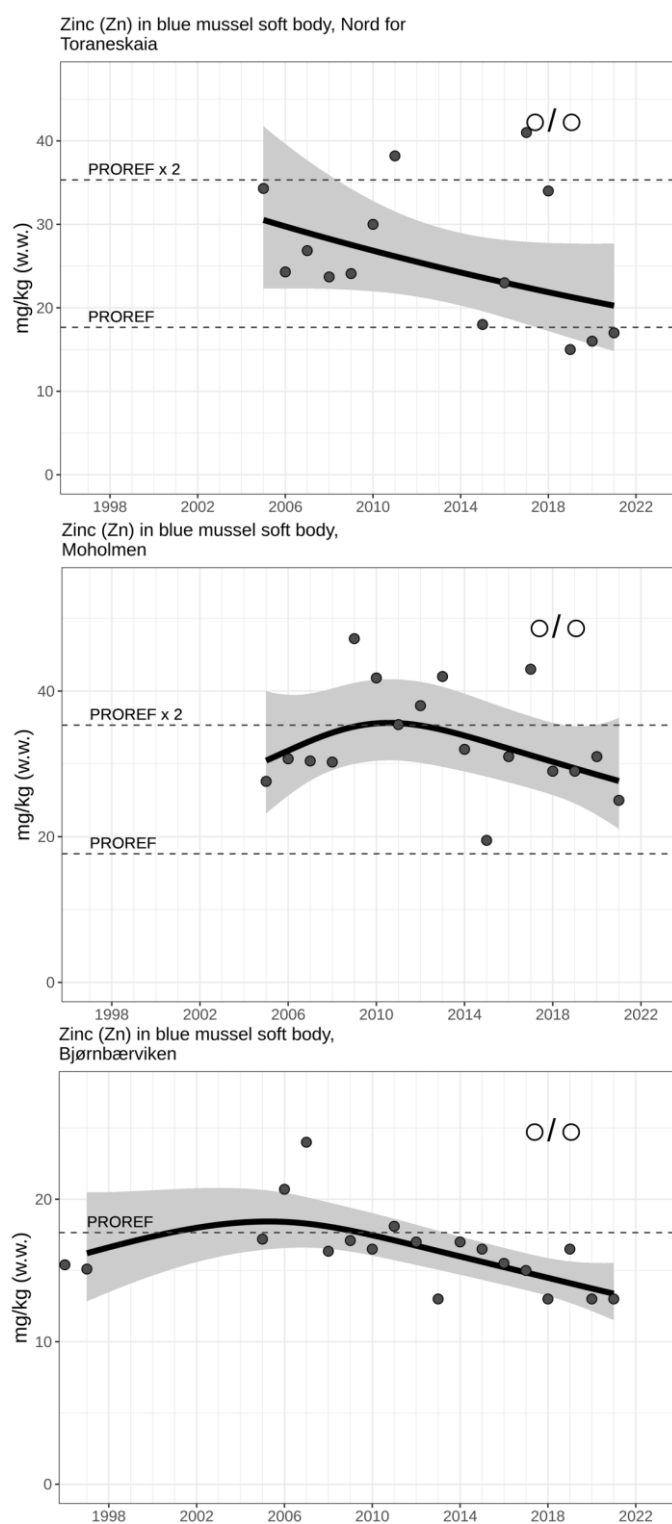 Zinc (Zn) in blue mussel soft body, Nord for
Toraneskaia
40
PROREF x 2
30
mg/kg (w.w.)
20
PROREF
10
0
1998 2002 2006 2010 2014 2018 2022
Zinc (Zn) in blue mussel soft body,
Moholmen
○/○
40
PROREF x 2
mg/kg (w.w.)
20
PROREF
0
1998 2002 2006 2010 2014 2018 2022
Zinc (Zn) in blue mussel soft body,
Bjørnbærviken
○/○
20
PROREF
mg/kg (w.w.)
10
0
1998 2002 2006 2010 2014 2018 2022